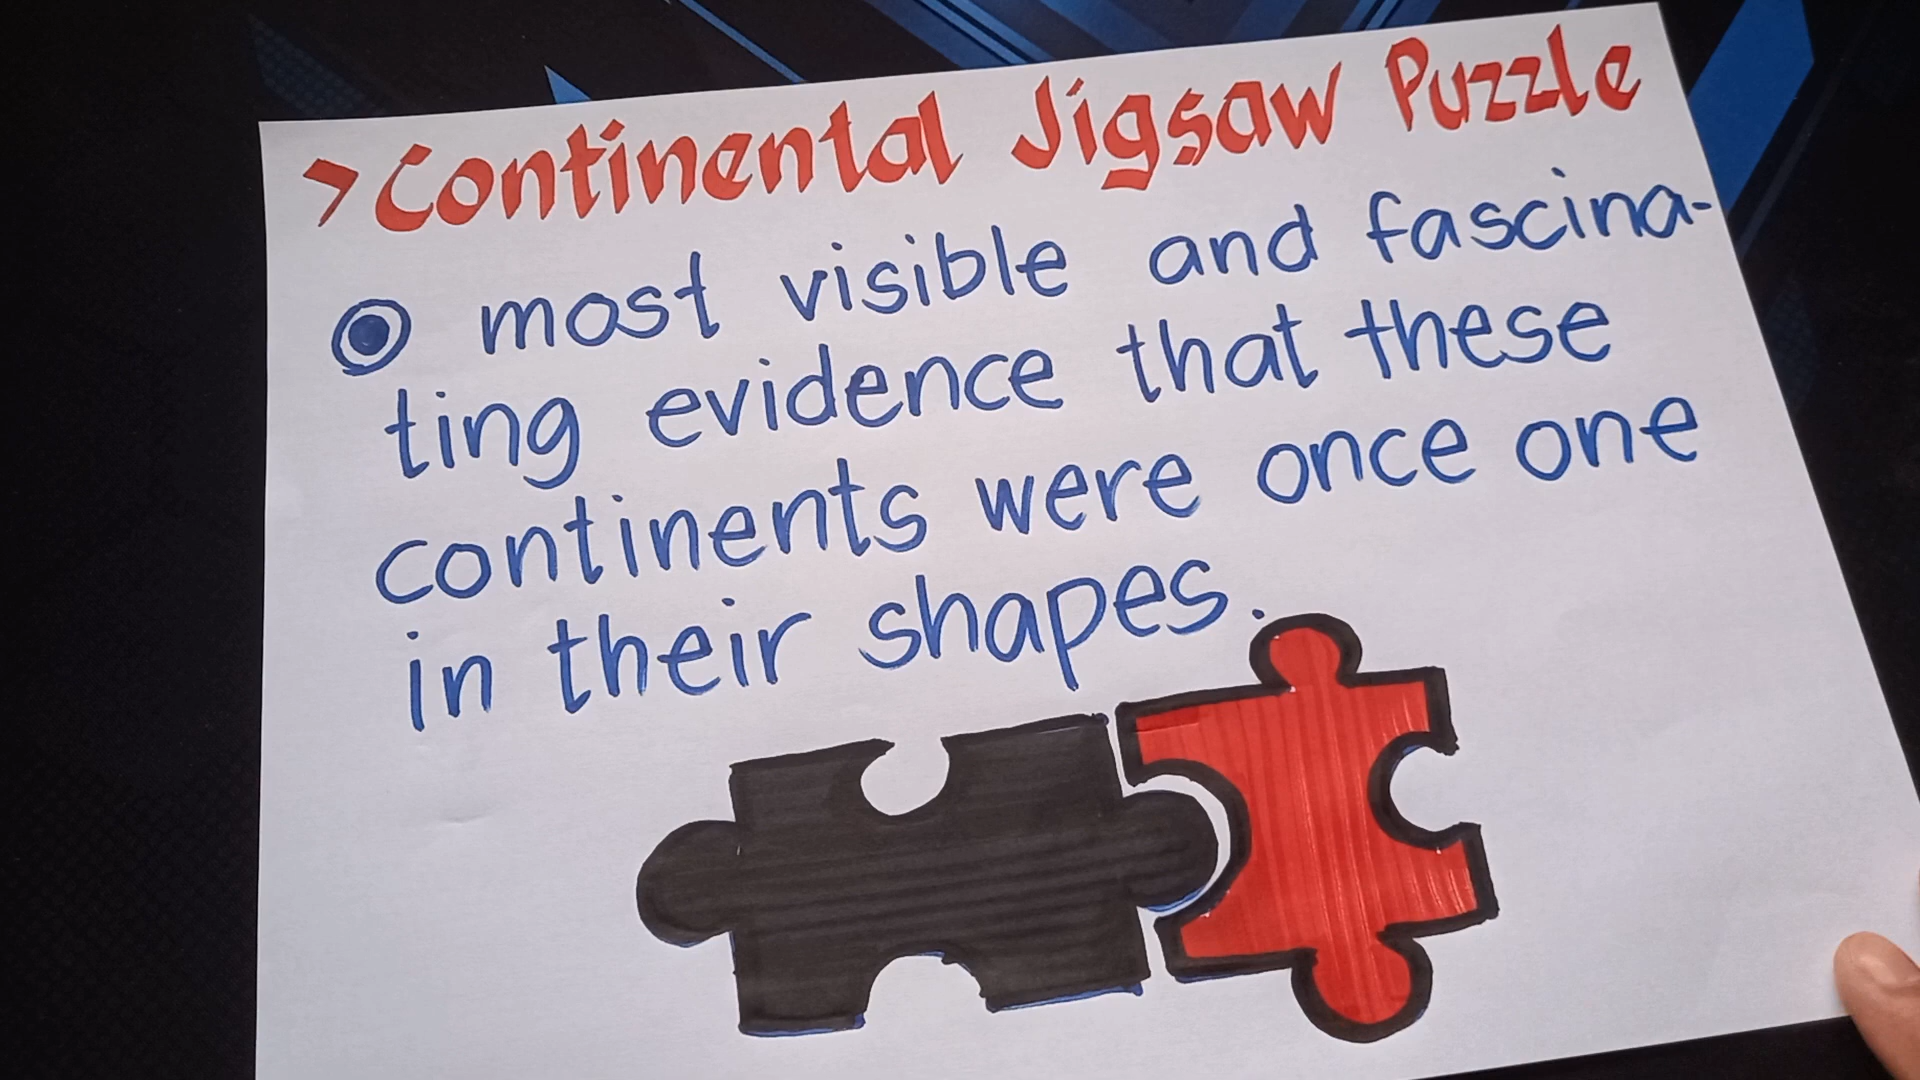 > Continental Jigsaw Puzzle
most visible and fascina-
ting evidence that these
continents were once one
in their shapes.